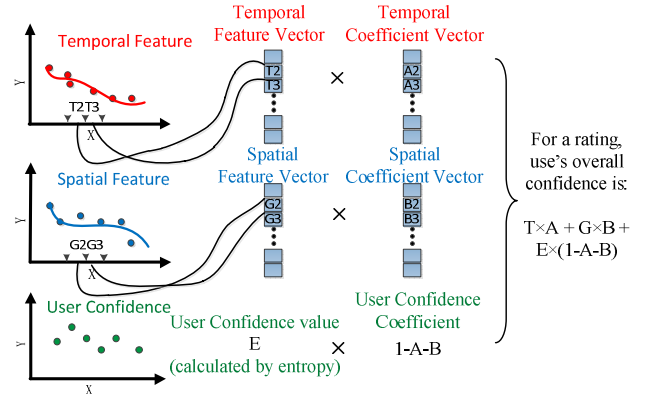 Temporal Feature
Y
T2T3
X
Temporal
Feature Vector
T2
T3
×
Temporal
Coefficient Vector
A2
A3
Spatial Feature
Y
G2G3
X
Spatial
Feature Vector
G2
G3
×
Spatial
Coefficient Vector
B2
B3
User Confidence
Y
X
User Confidence value
E
(calculated by entropy)
×
User Confidence
Coefficient
1-A-B
For a rating,
use's overall
confidence is:
T×A + G×B +
E×(1-A-B)